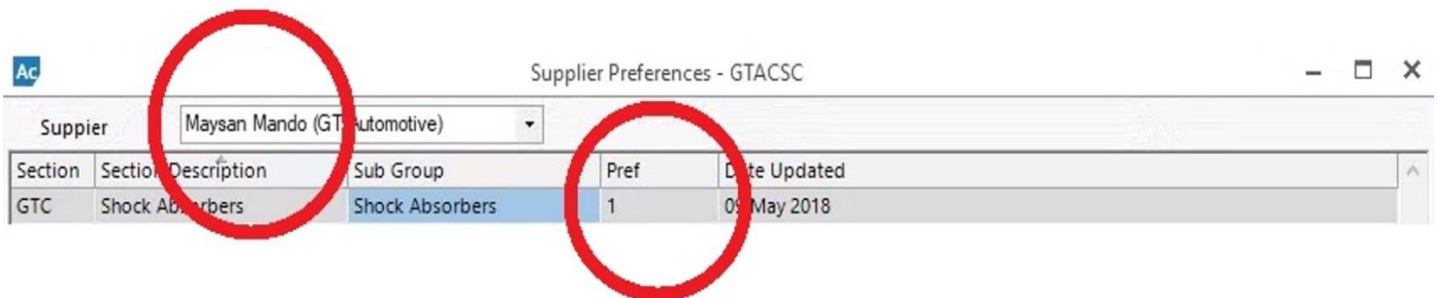 Ac
Supplier Preferences - GTACSC
Suppier
Maysan Mando (GT Automotive)
Section Section Description Sub Group Pref Date Updated
GTC Shock Absorbers Shock Absorbers 1 09 May 2018